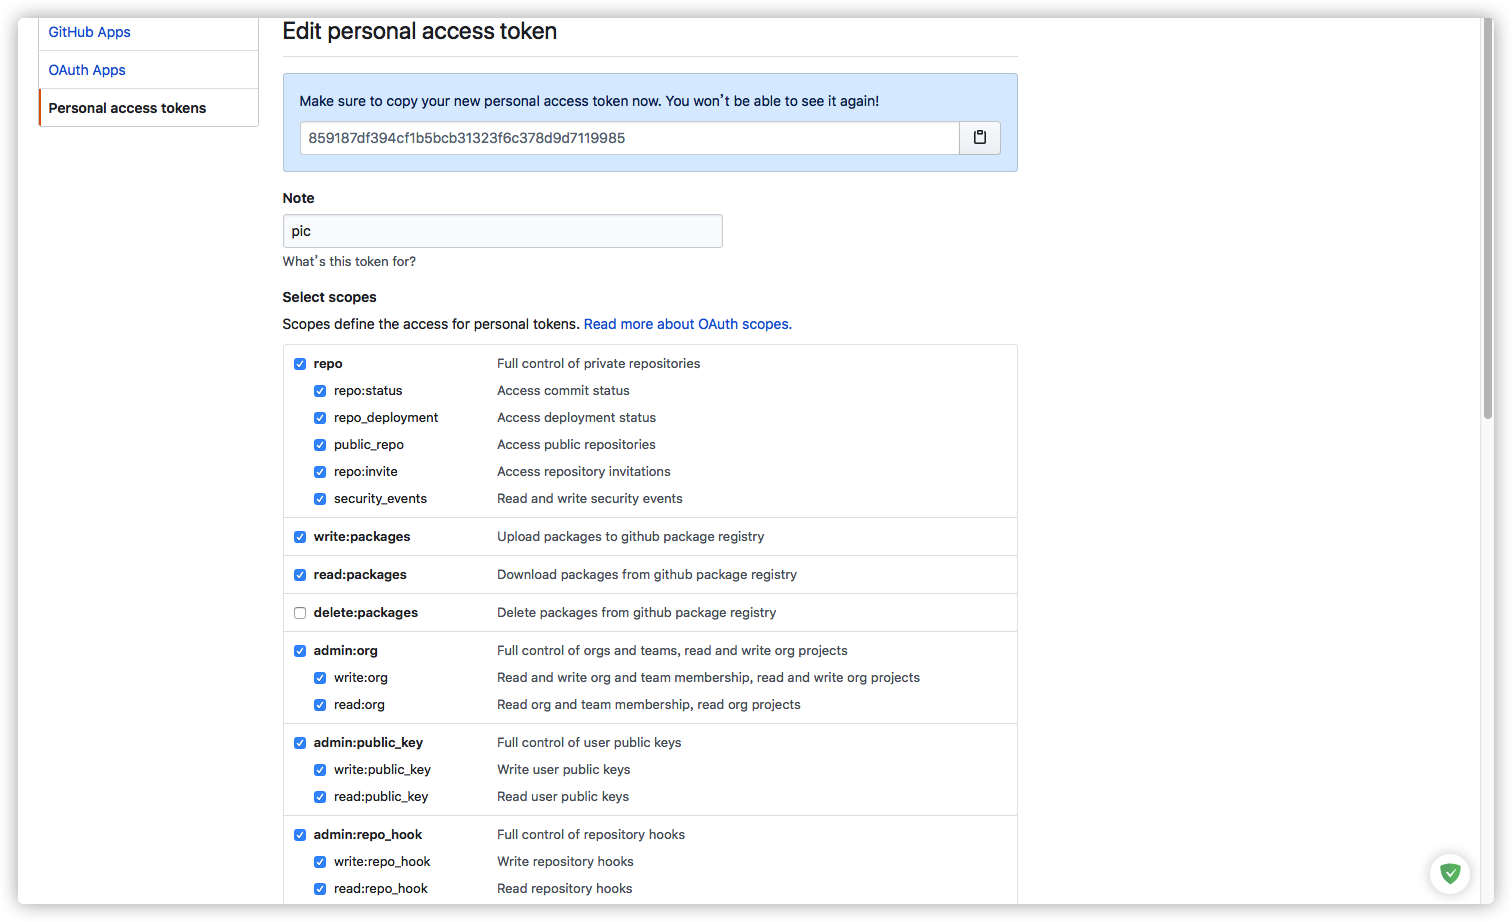 GitHub Apps
OAuth Apps
Personal access tokens
Edit personal access token
Make sure to copy your new personal access token now. You won't be able to see it again!
859187df394cf1b5bcb31323f6c378d9d7119985
Note
pic
What's this token for?
Select scopes
Scopes define the access for personal tokens. Read more about OAuth scopes.
repo Full control of private repositories
repo:status Access commit status
repo_deployment Access deployment status
public_repo Access public repositories
repo:invite Access repository invitations
security_events Read and write security events
write:packages Upload packages to github package registry
read:packages Download packages from github package registry
delete:packages Delete packages from github package registry
admin:org Full control of orgs and teams, read and write org projects
write:org Read and write org and team membership, read and write org projects
read:org Read org and team membership, read org projects
admin:public_key Full control of user public keys
write:public_key Write user public keys
read:public_key Read user public keys
admin:repo_hook Full control of repository hooks
write:repo_hook Write repository hooks
read:repo_hook Read repository hooks